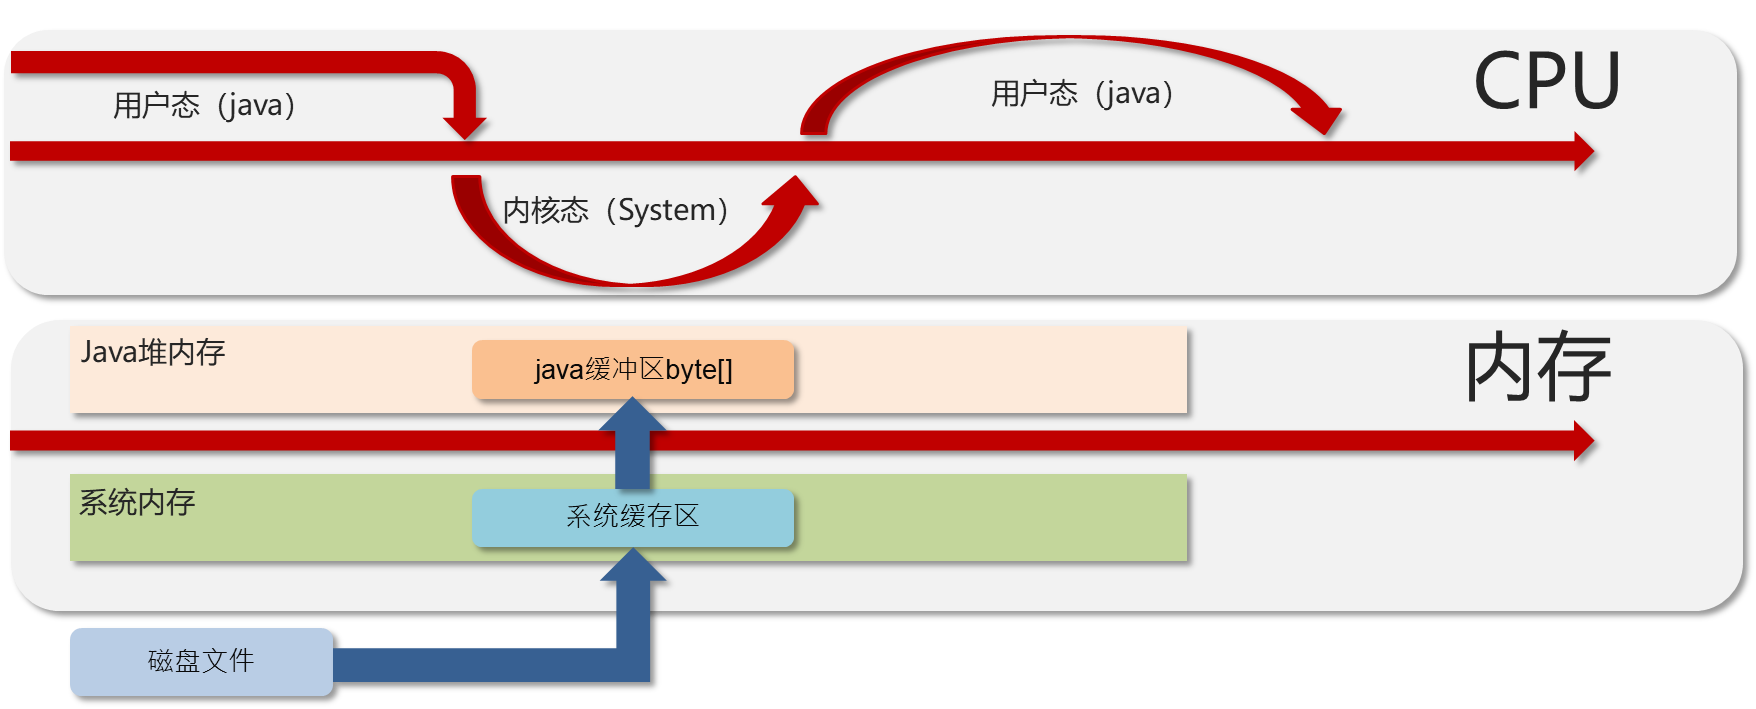 CPU
用户态（java）
用户态（java）
内核态（System）
内存
Java堆内存
java缓冲区byte[]
系统内存
系统缓存区
磁盘文件